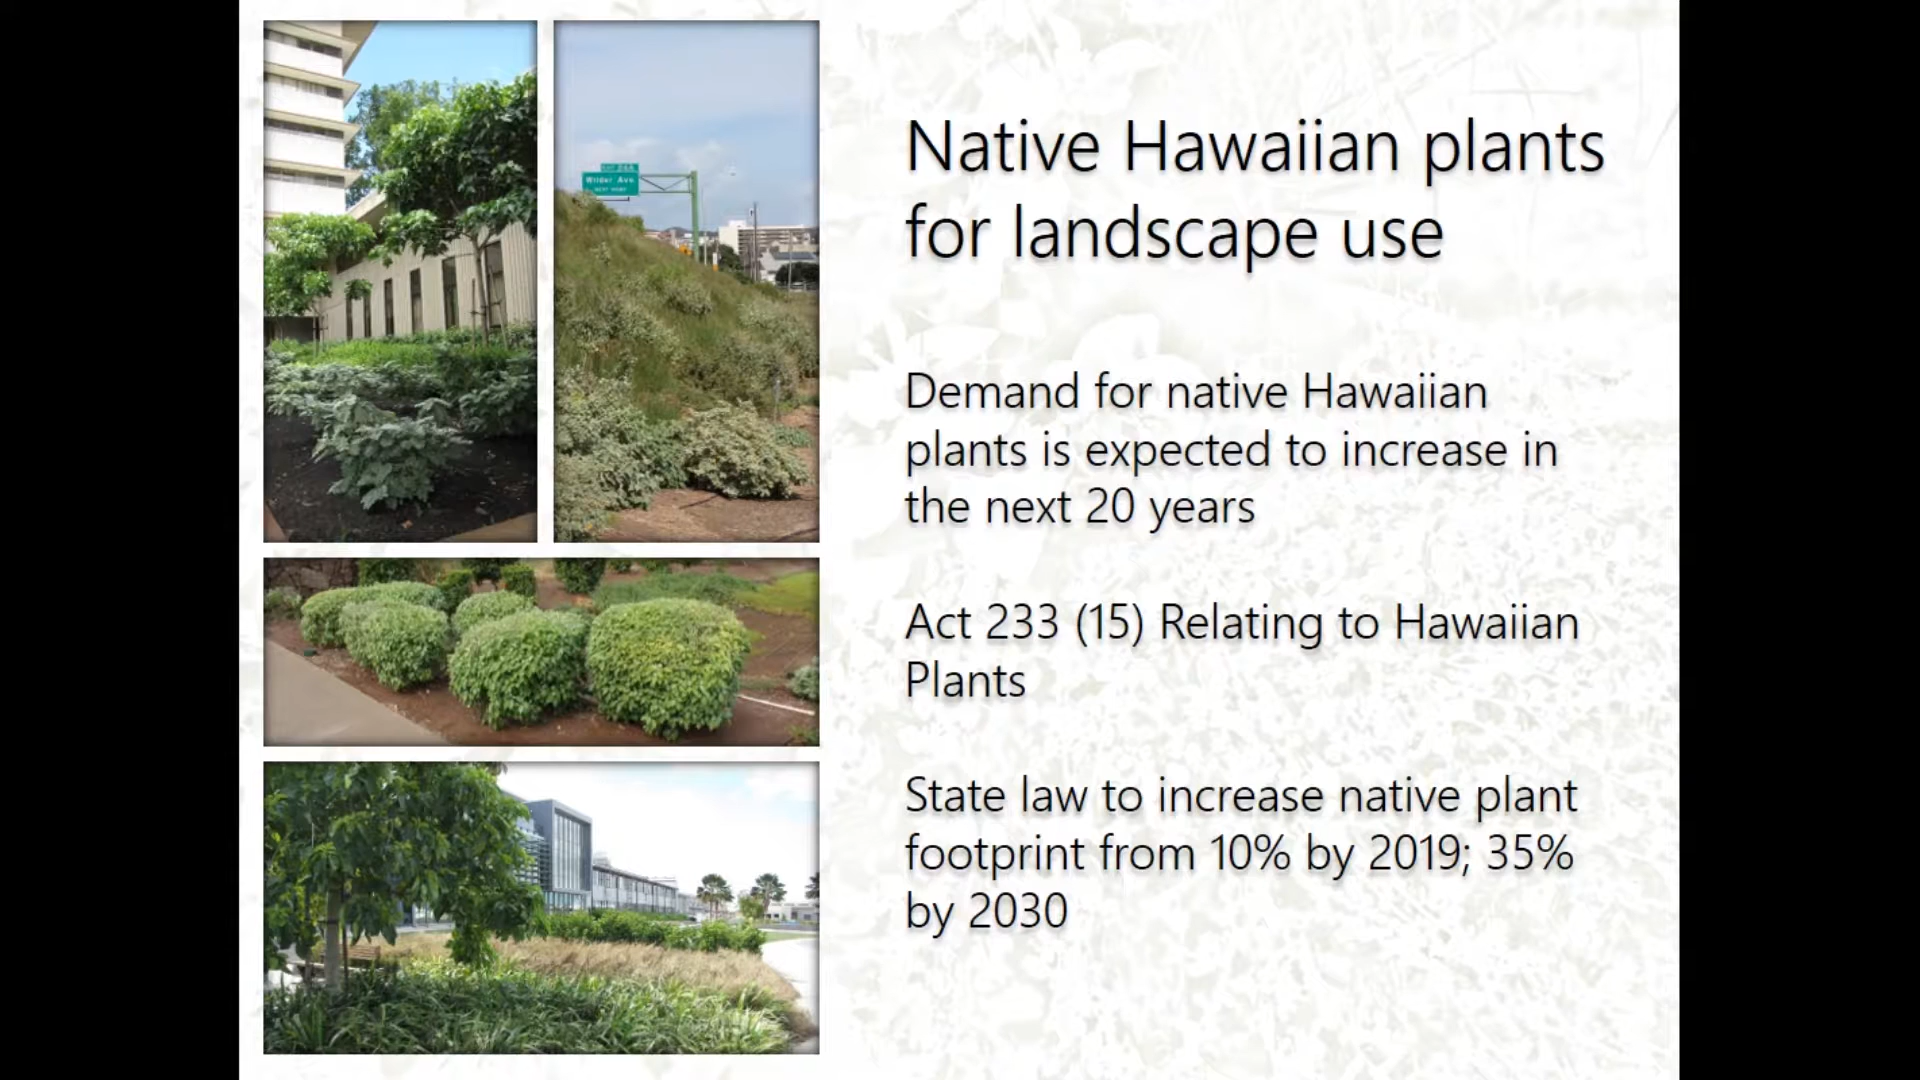 Native Hawaiian plants
for landscape use
Demand for native Hawaiian
plants is expected to increase in
the next 20 years
Act 233 (15) Relating to Hawaiian
Plants
State law to increase native plant
footprint from 10% by 2019; 35%
by 2030
Wilder Ave